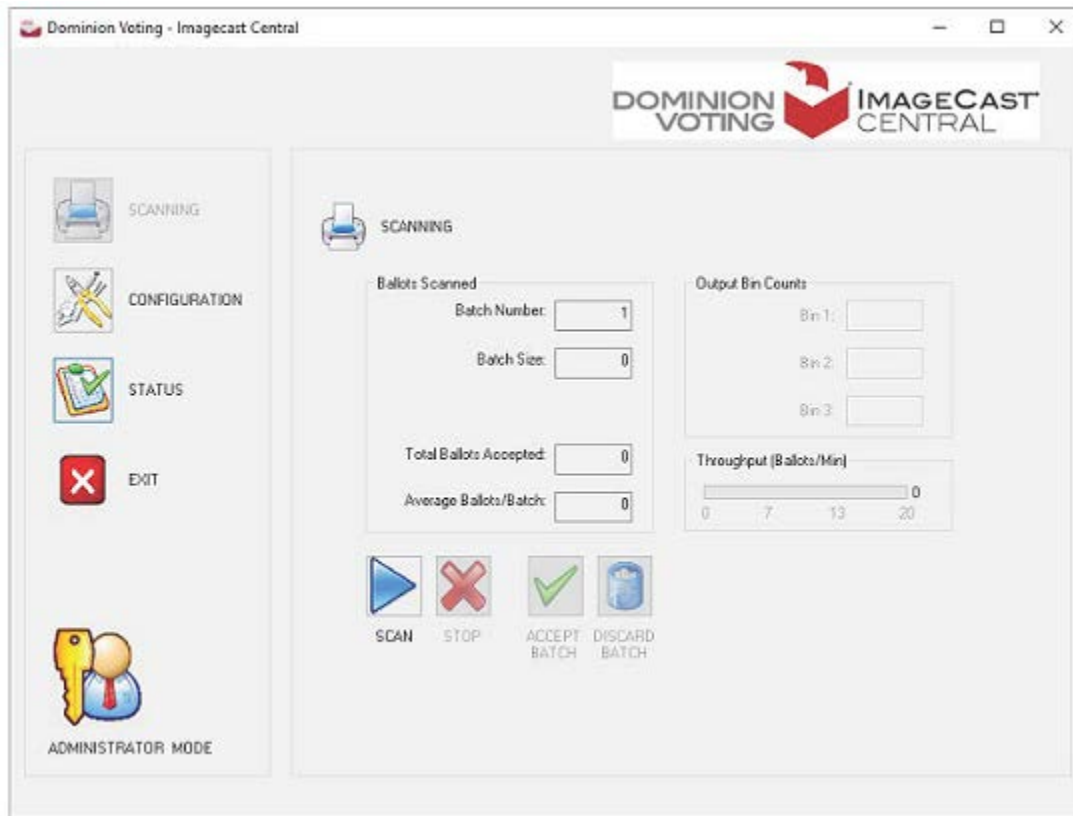 Dominion Voting - Imagecast Central
DOMINION VOTING
IMAGECAST CENTRAL
SCANNING
CONFIGURATION
STATUS
EXIT
ADMINISTRATOR MODE
SCANNING
Ballots Scanned
Batch Number: 1
Batch Size: 0
Total Ballots Accepted: 0
Average Ballots/Batch: 0
Output Bin Counts
Bin 1:
Bin 2:
Bin 3:
Throughput (Ballots/Min)
0
0 7 13 20
SCAN
STOP
ACCEPT BATCH
DISCARD BATCH